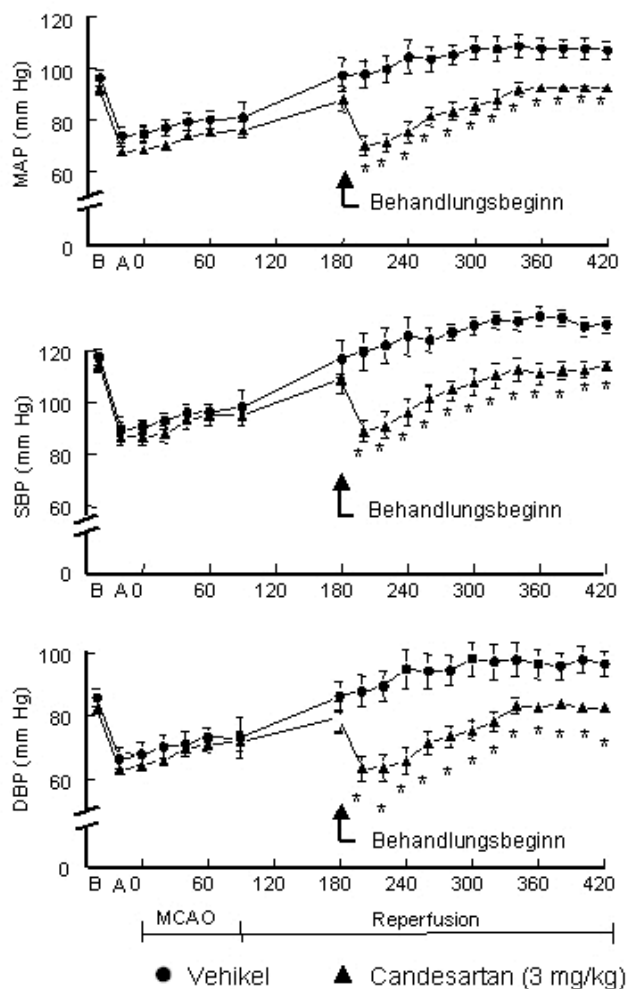 120
100
80
60
0
MAP (mm Hg)
Behandlungsbeginn
* * * * * * * * * * * *
B A 0 60 120 180 240 300 360 420
120
100
80
60
0
SBP (mm Hg)
Behandlungsbeginn
* * * * * * * * * * * *
B A 0 60 120 180 240 300 360 420
100
80
60
0
DBP (mm Hg)
Behandlungsbeginn
* * * * * * * * * * * *
B A 0 60 120 180 240 300 360 420
MCAO Reperfusion
Vehikel Candesartan (3 mg/kg)